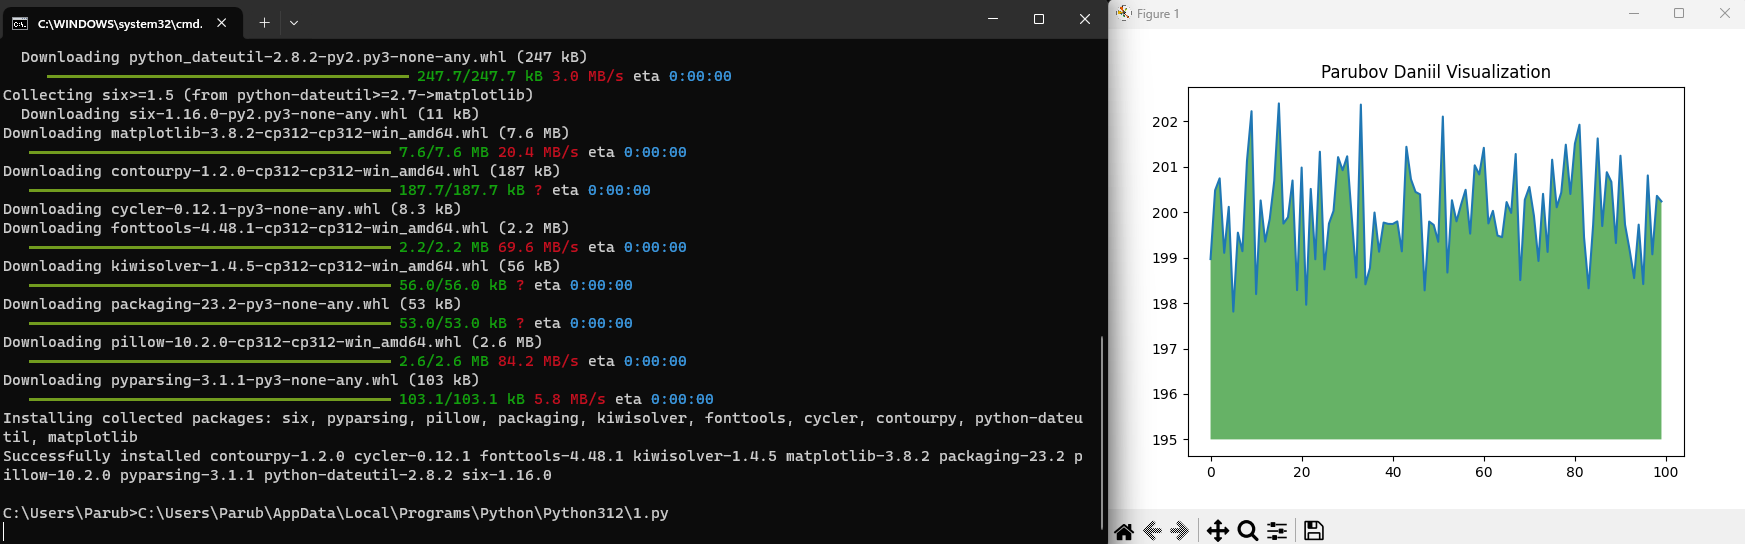 C:\WINDOWS\system32\cmd.
Downloading python_dateutil-2.8.2-py2.py3-none-any.whl (247 kB)
247.7/247.7 kB 3.0 MB/s eta 0:00:00
Collecting six>=1.5 (from python-dateutil>=2.7->matplotlib)
Downloading six-1.16.0-py2.py3-none-any.whl (11 kB)
Downloading matplotlib-3.8.2-cp312-cp312-win_amd64.whl (7.6 MB)
7.6/7.6 MB 20.4 MB/s eta 0:00:00
Downloading contourpy-1.2.0-cp312-cp312-win_amd64.whl (187 kB)
187.7/187.7 kB ? eta 0:00:00
Downloading cycler-0.12.1-py3-none-any.whl (8.3 kB)
Downloading fonttools-4.48.1-cp312-cp312-win_amd64.whl (2.2 MB)
2.2/2.2 MB 69.6 MB/s eta 0:00:00
Downloading kiwisolver-1.4.5-cp312-cp312-win_amd64.whl (56 kB)
56.0/56.0 kB ? eta 0:00:00
Downloading packaging-23.2-py3-none-any.whl (53 kB)
53.0/53.0 kB ? eta 0:00:00
Downloading pillow-10.2.0-cp312-cp312-win_amd64.whl (2.6 MB)
2.6/2.6 MB 84.2 MB/s eta 0:00:00
Downloading pyparsing-3.1.1-py3-none-any.whl (103 kB)
103.1/103.1 kB 5.8 MB/s eta 0:00:00
Installing collected packages: six, pyparsing, pillow, packaging, kiwisolver, fonttools, cycler, contourpy, python-dateu
til, matplotlib
Successfully installed contourpy-1.2.0 cycler-0.12.1 fonttools-4.48.1 kiwisolver-1.4.5 matplotlib-3.8.2 packaging-23.2 p
illow-10.2.0 pyparsing-3.1.1 python-dateutil-2.8.2 six-1.16.0
C:\Users\Parub>C:\Users\Parub\AppData\Local\Programs\Python\Python312\1.py
Figure 1
Parubov Daniil Visualization
202
201
200
199
198
197
196
195
0 20 40 60 80 100